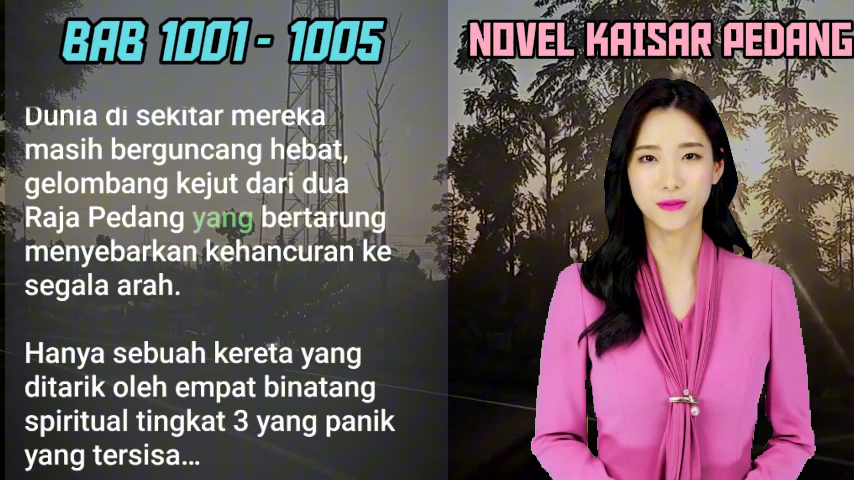 BAB 1001 - 1005
NOVEL KAISAR PEDANG
Dunia di sekitar mereka
masih berguncang hebat,
gelombang kejut dari dua
Raja Pedang yang bertarung
menyebarkan kehancuran ke
segala arah.
Hanya sebuah kereta yang
ditarik oleh empat binatang
spiritual tingkat 3 yang panik
yang tersisa...